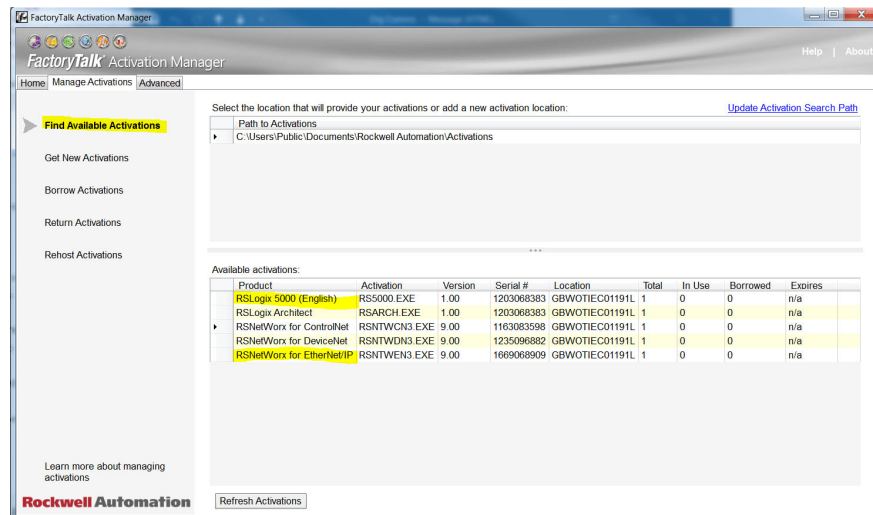 FactoryTalk Activation Manager
FactoryTalk Activation Manager
Help | About
Home Manage Activations Advanced
Find Available Activations
Get New Activations
Borrow Activations
Return Activations
Rehost Activations
Select the location that will provide your activations or add a new activation location: Update Activation Search Path
Path to Activations
C:\Users\Public\Documents\Rockwell Automation\Activations
Available activations:
Product Activation Version Serial # Location Total In Use Borrowed Expires
RSLogix 5000 (English) RS5000.EXE 1.00 1203068383 GBWOTIEC01191L 1 0 0 n/a
RSLogix Architect RSARCH.EXE 1.00 1203068383 GBWOTIEC01191L 1 0 0 n/a
RSNetWorx for ControlNet RSNTWCN3.EXE 9.00 1163083598 GBWOTIEC01191L 1 0 0 n/a
RSNetWorx for DeviceNet RSNTWDN3.EXE 9.00 1235096882 GBWOTIEC01191L 1 0 0 n/a
RSNetWorx for EtherNet/IP RSNTWEN3.EXE 9.00 1669068909 GBWOTIEC01191L 1 0 0 n/a
Learn more about managing
activations
Rockwell Automation
Refresh Activations